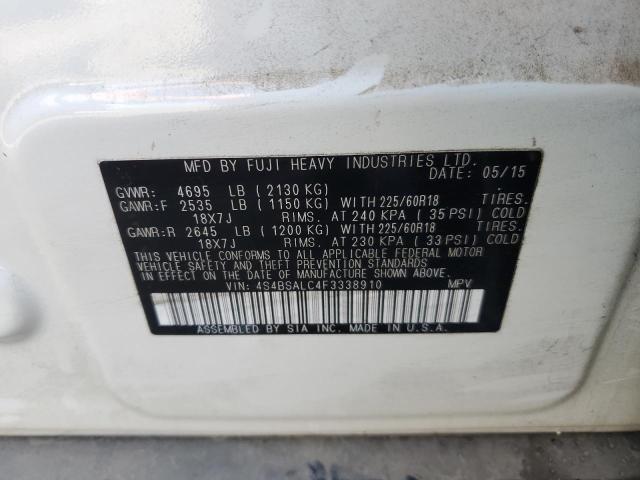 MFD BY FUJI HEAVY INDUSTRIES LTD.
DATE: 05/15
GVWR: 4695 LB (2130 KG)
GAWR:F 2535 LB (1150 KG) WITH 225/60R18 TIRES.
18X7J RIMS. AT 240 KPA (35 PSI) COLD
GAWR:R 2645 LB (1200 KG) WITH 225/60R18 TIRES.
18X7J RIMS. AT 230 KPA (33 PSI) COLD
THIS VEHICLE CONFORMS TO ALL APPLICABLE FEDERAL MOTOR
VEHICLE SAFETY AND THEFT PREVENTION STANDARDS
IN EFFECT ON THE DATE OF MANUFACTURE SHOWN ABOVE.
VIN: 4S4BSALC4F3338910 MPV
ASSEMBLED BY SIA INC. MADE IN U.S.A.